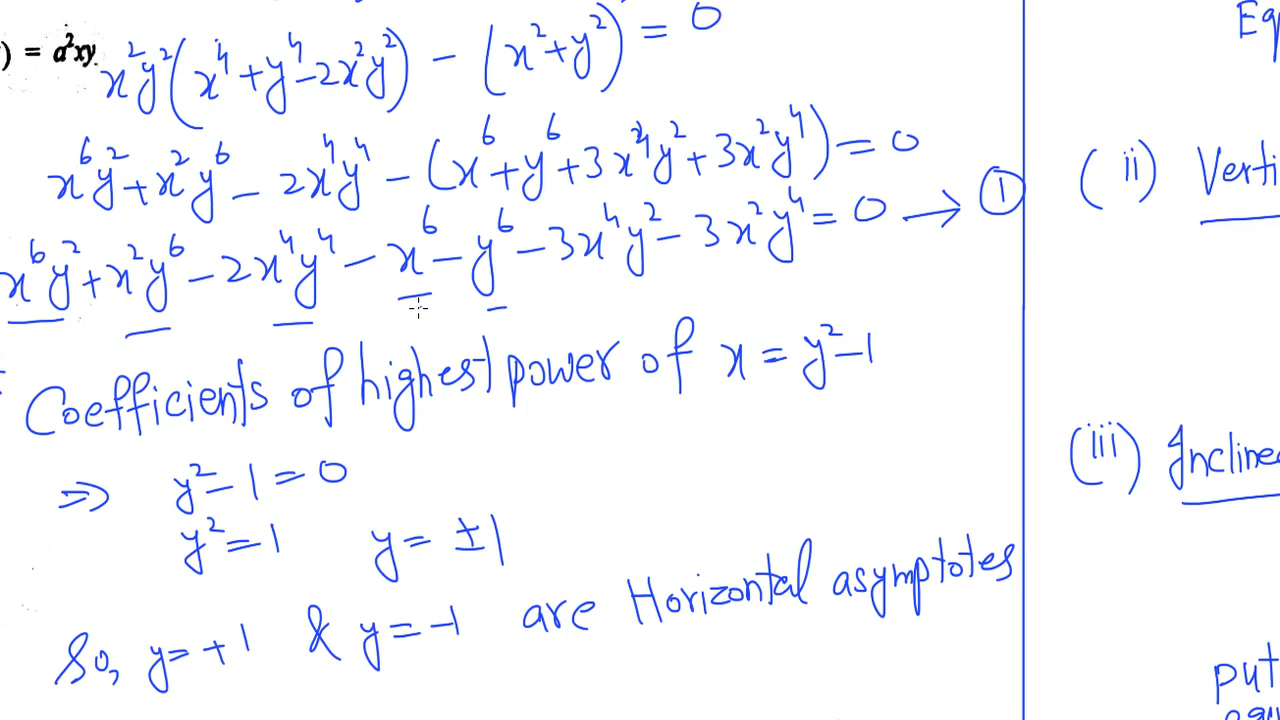 ) = a²xy.
x²y²(x⁴+y⁴-2x²y²) - (x²+y²) = 0
x⁶y²+x²y⁶ - 2x⁴y⁴ - (x⁶+y⁶+3x⁴y²+3x²y⁴) = 0
x⁶y²+x²y⁶ - 2x⁴y⁴ - x⁶ - y⁶ - 3x⁴y² - 3x²y⁴ = 0 → ①
Coefficients of highest power of x = y²-1
⇒ y²-1 = 0
y² = 1 y = ±1
So, y = +1 & y = -1 are Horizontal asymptotes
Eq
(ii) Verti
(iii) Incline
put